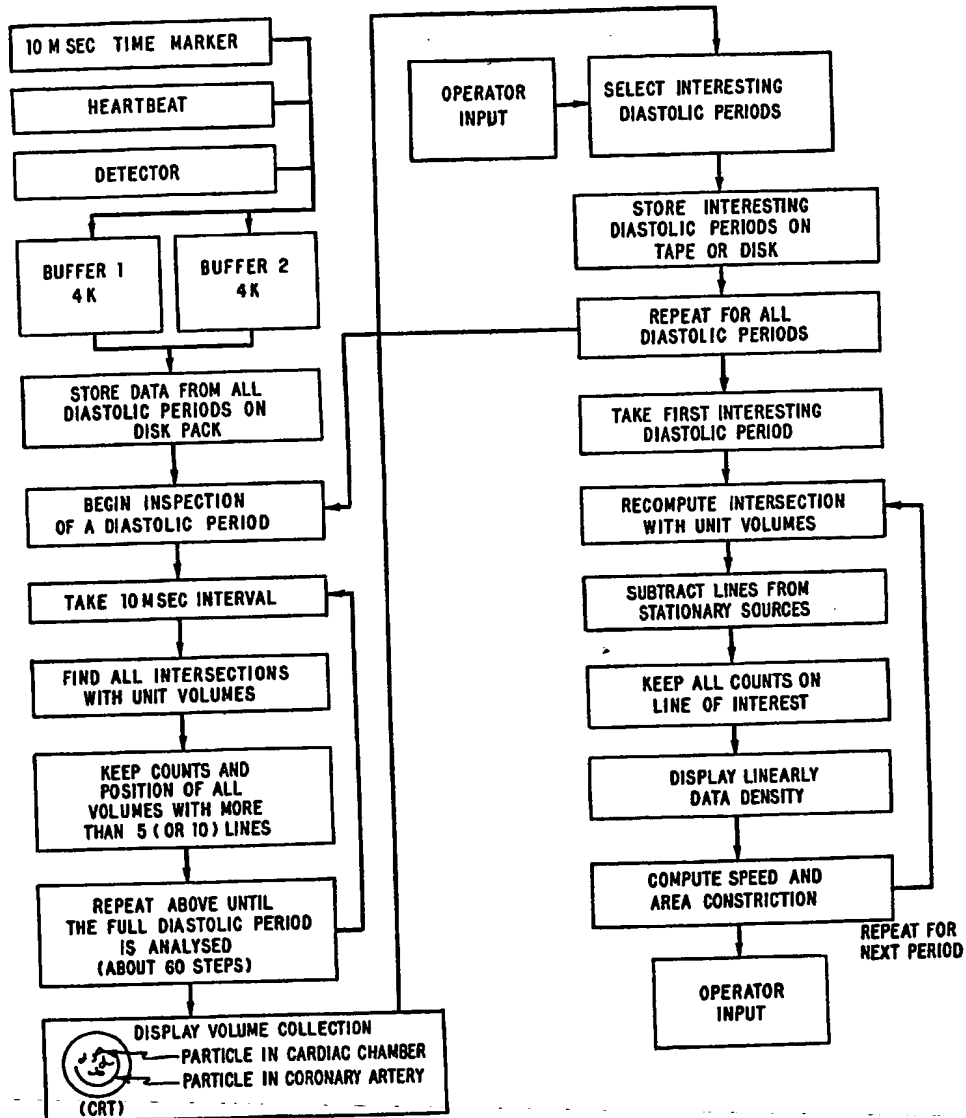 10 M SEC TIME MARKER
HEARTBEAT
DETECTOR
BUFFER 1
4K
BUFFER 2
4K
STORE DATA FROM ALL
DIASTOLIC PERIODS ON
DISK PACK
BEGIN INSPECTION
OF A DIASTOLIC PERIOD
TAKE 10 MSEC INTERVAL
FIND ALL INTERSECTIONS
WITH UNIT VOLUMES
KEEP COUNTS AND
POSITION OF ALL
VOLUMES WITH MORE
THAN 5 (OR 10) LINES
REPEAT ABOVE UNTIL
THE FULL DIASTOLIC PERIOD
IS ANALYSED
(ABOUT 60 STEPS)
DISPLAY VOLUME COLLECTION
PARTICLE IN CARDIAC CHAMBER
PARTICLE IN CORONARY ARTERY
(CRT)
OPERATOR
INPUT
SELECT INTERESTING
DIASTOLIC PERIODS
STORE INTERESTING
DIASTOLIC PERIODS ON
TAPE OR DISK
REPEAT FOR ALL
DIASTOLIC PERIODS
TAKE FIRST INTERESTING
DIASTOLIC PERIOD
RECOMPUTE INTERSECTION
WITH UNIT VOLUMES
SUBTRACT LINES FROM
STATIONARY SOURCES
KEEP ALL COUNTS ON
LINE OF INTEREST
DISPLAY LINEARLY
DATA DENSITY
COMPUTE SPEED AND
AREA CONSTRICTION
REPEAT FOR
NEXT PERIOD
OPERATOR
INPUT